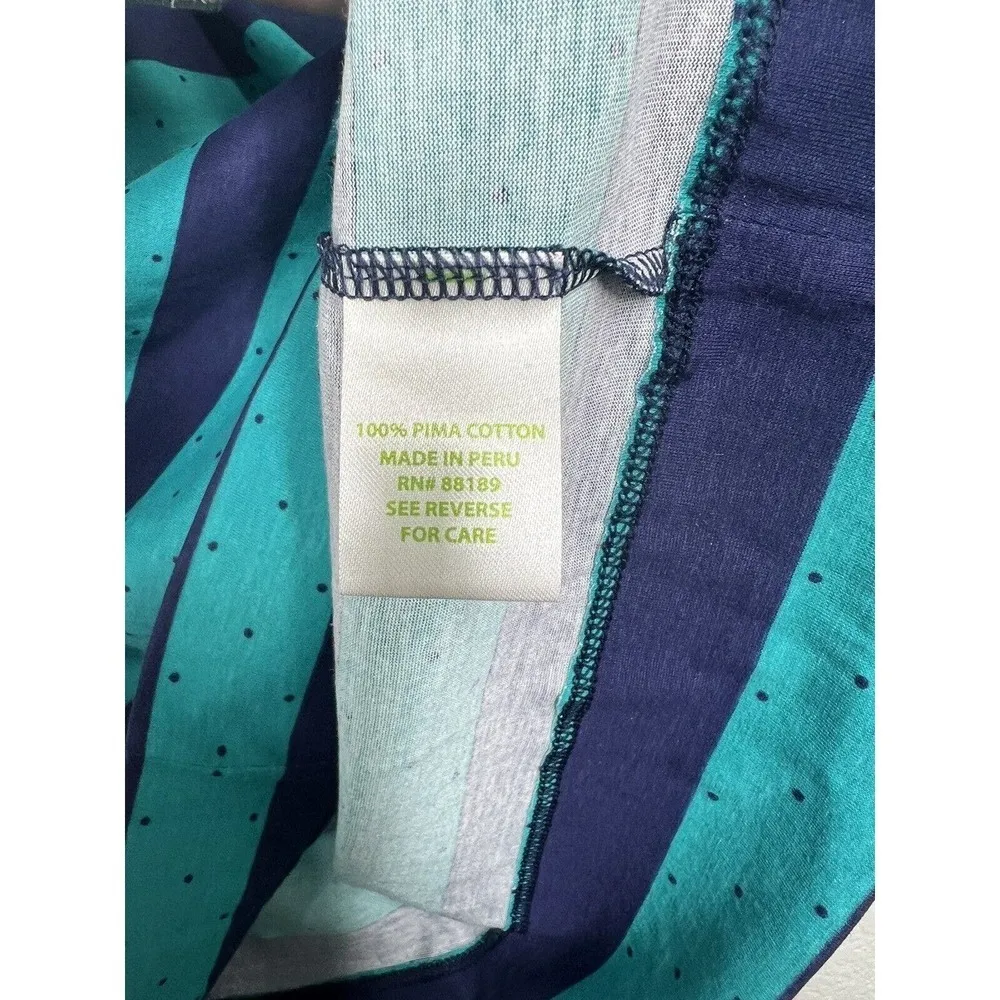 100% PIMA COTTON
MADE IN PERU
RN# 88189
SEE REVERSE
FOR CARE